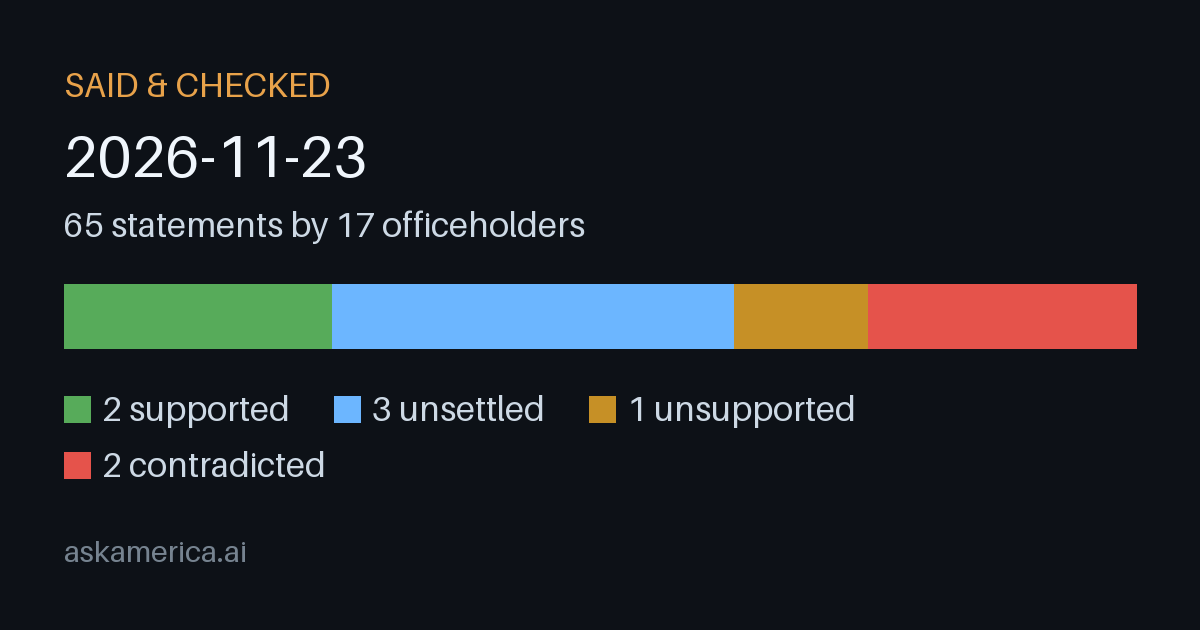 SAID & CHECKED
2026-11-23
65 statements by 17 officeholders
2 supported 3 unsettled 1 unsupported
2 contradicted
askamerica.ai